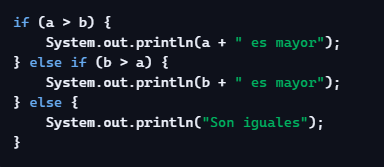 if (a > b) {
    System.out.println(a + " es mayor");
} else if (b > a) {
    System.out.println(b + " es mayor");
} else {
    System.out.println("Son iguales");
}